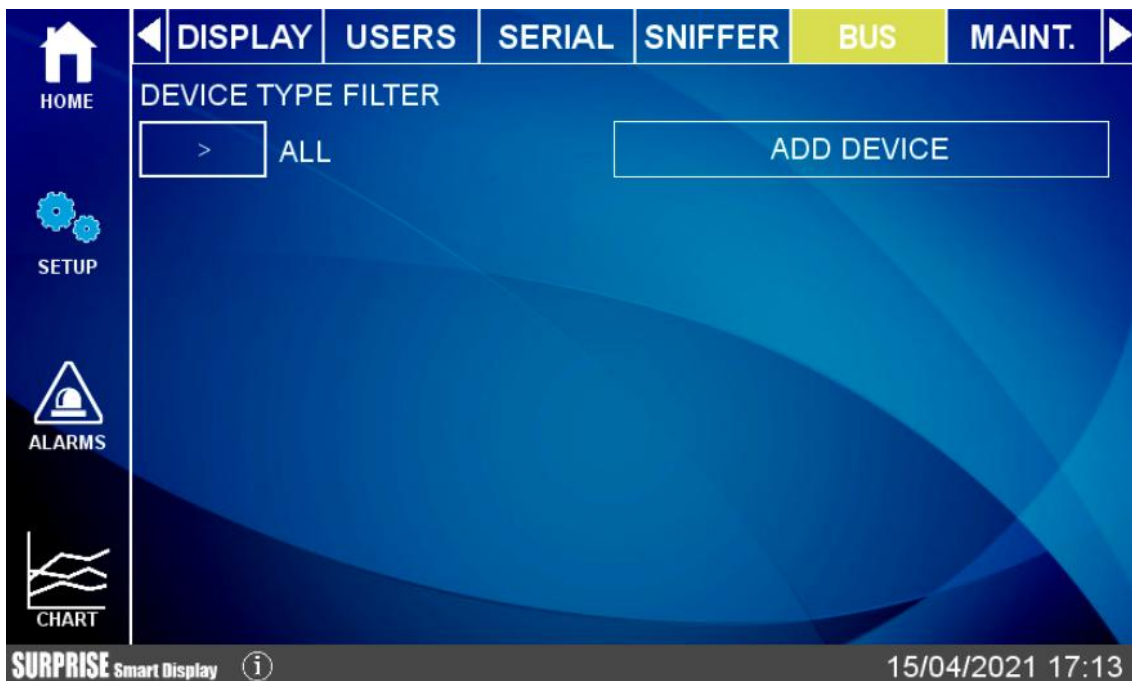 DISPLAY USERS SERIAL SNIFFER BUS MAINT.
HOME
DEVICE TYPE FILTER
> ALL ADD DEVICE
SETUP
ALARMS
CHART
SURPRISE Smart Display i 15/04/2021 17:13